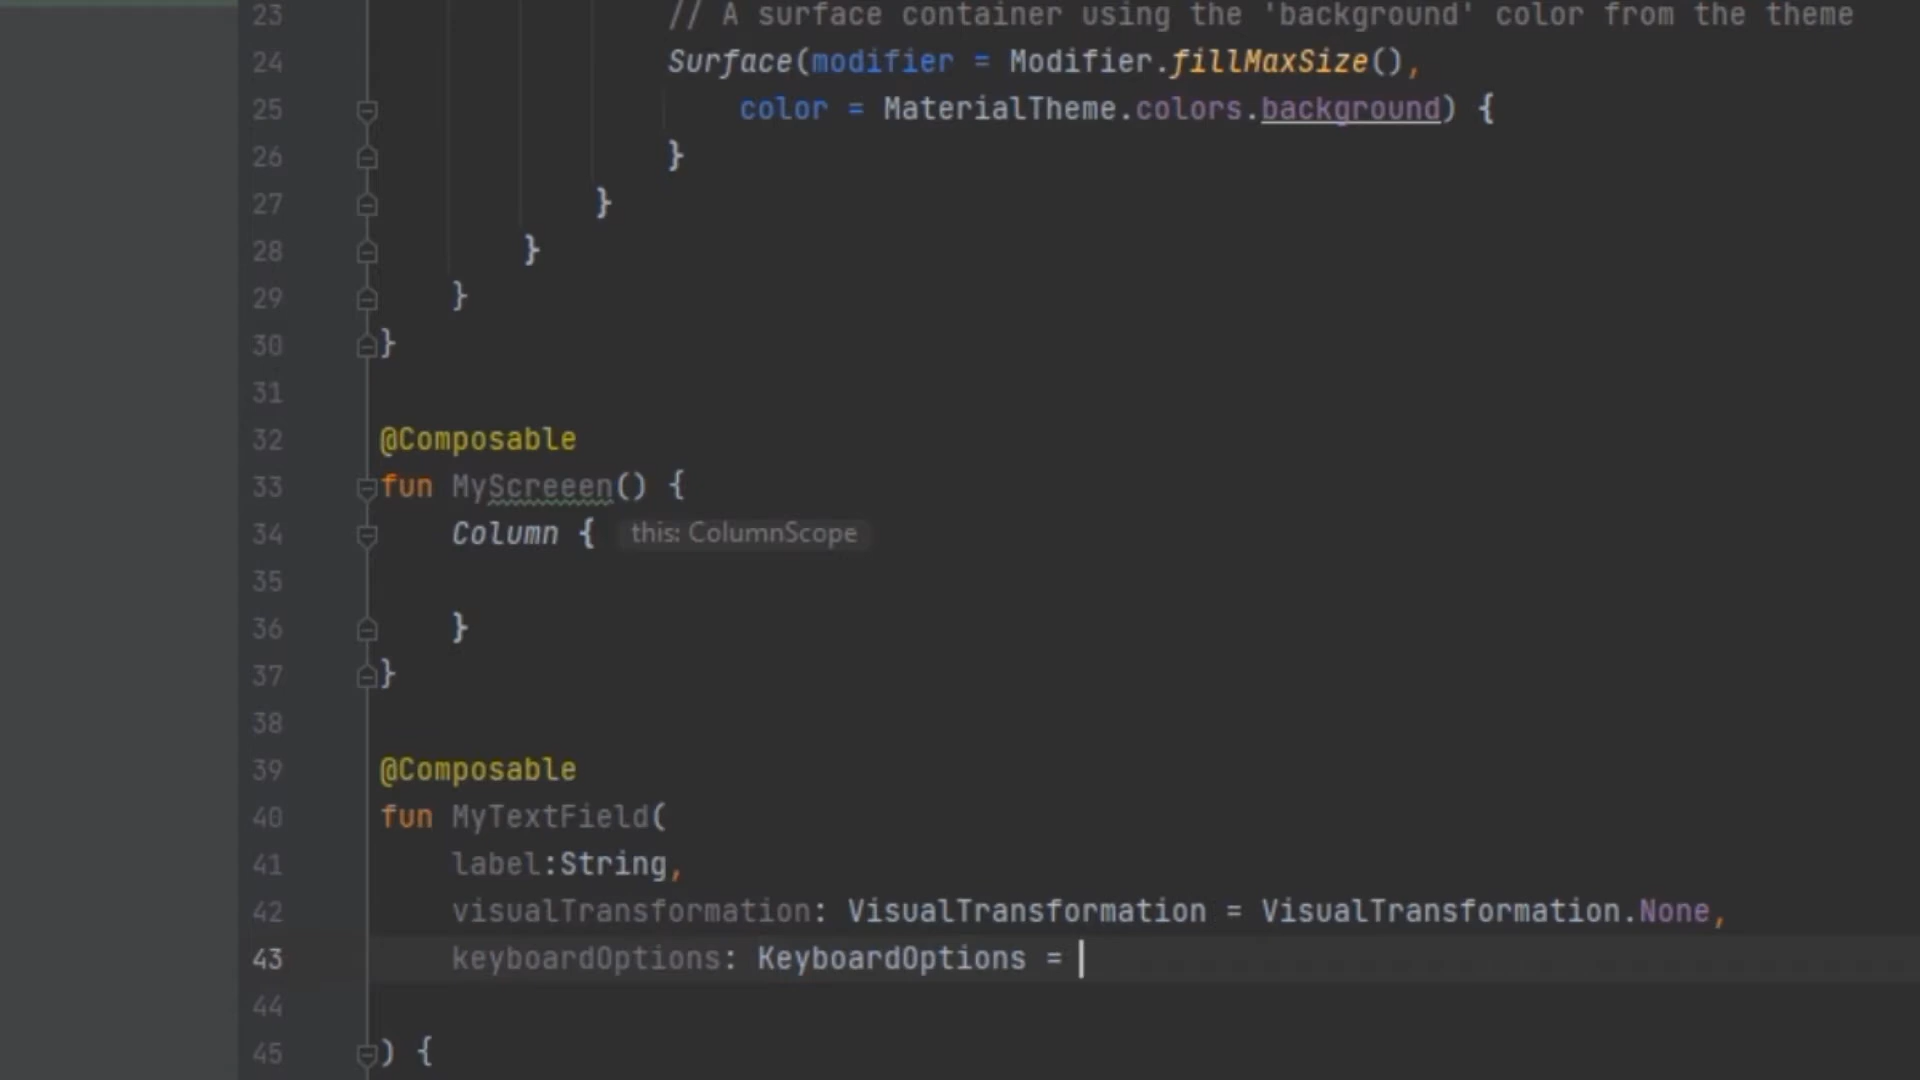 23 // A surface container using the 'background' color from the theme
24 Surface(modifier = Modifier.fillMaxSize(),
25 color = MaterialTheme.colors.background) {
26 }
27 }
28 }
29 }
30 }
31
32 @Composable
33 fun MyScreeen() {
34 Column { this: ColumnScope
35
36 }
37 }
38
39 @Composable
40 fun MyTextField(
41 label:String,
42 visualTransformation: VisualTransformation = VisualTransformation.None,
43 keyboardOptions: KeyboardOptions =
44
45 ) {